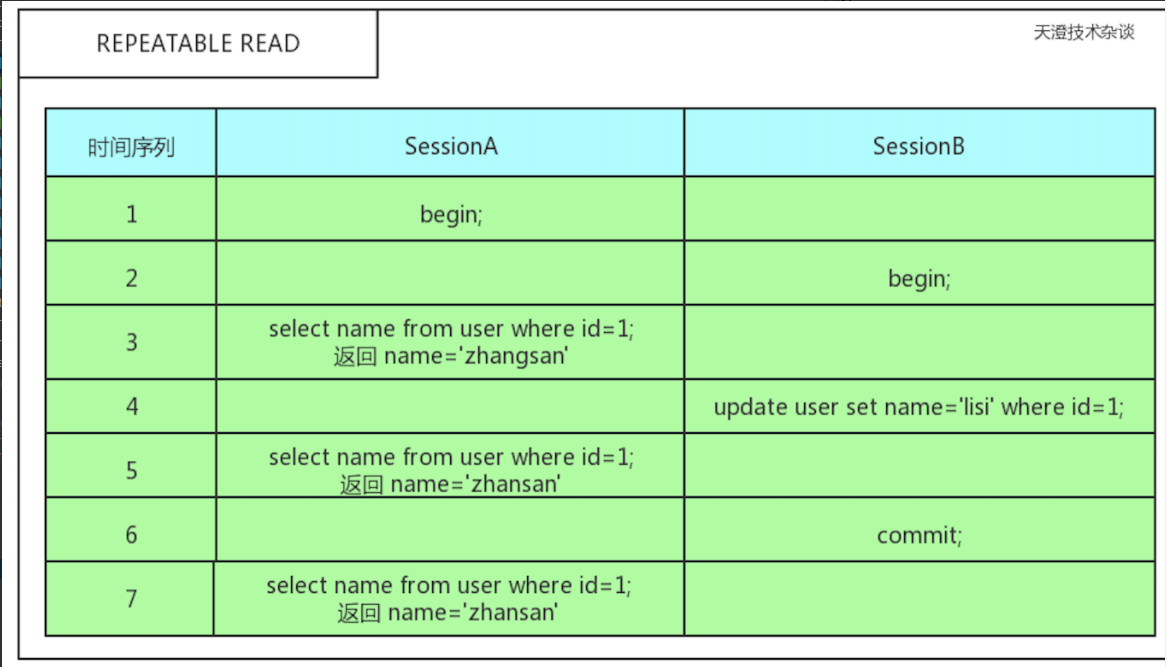 REPEATABLE READ
天澄技术杂谈
时间序列 SessionA SessionB
1 begin;
2 begin;
3 select name from user where id=1;
返回 name='zhangsan'
4 update user set name='lisi' where id=1;
5 select name from user where id=1;
返回 name='zhansan'
6 commit;
7 select name from user where id=1;
返回 name='zhansan'